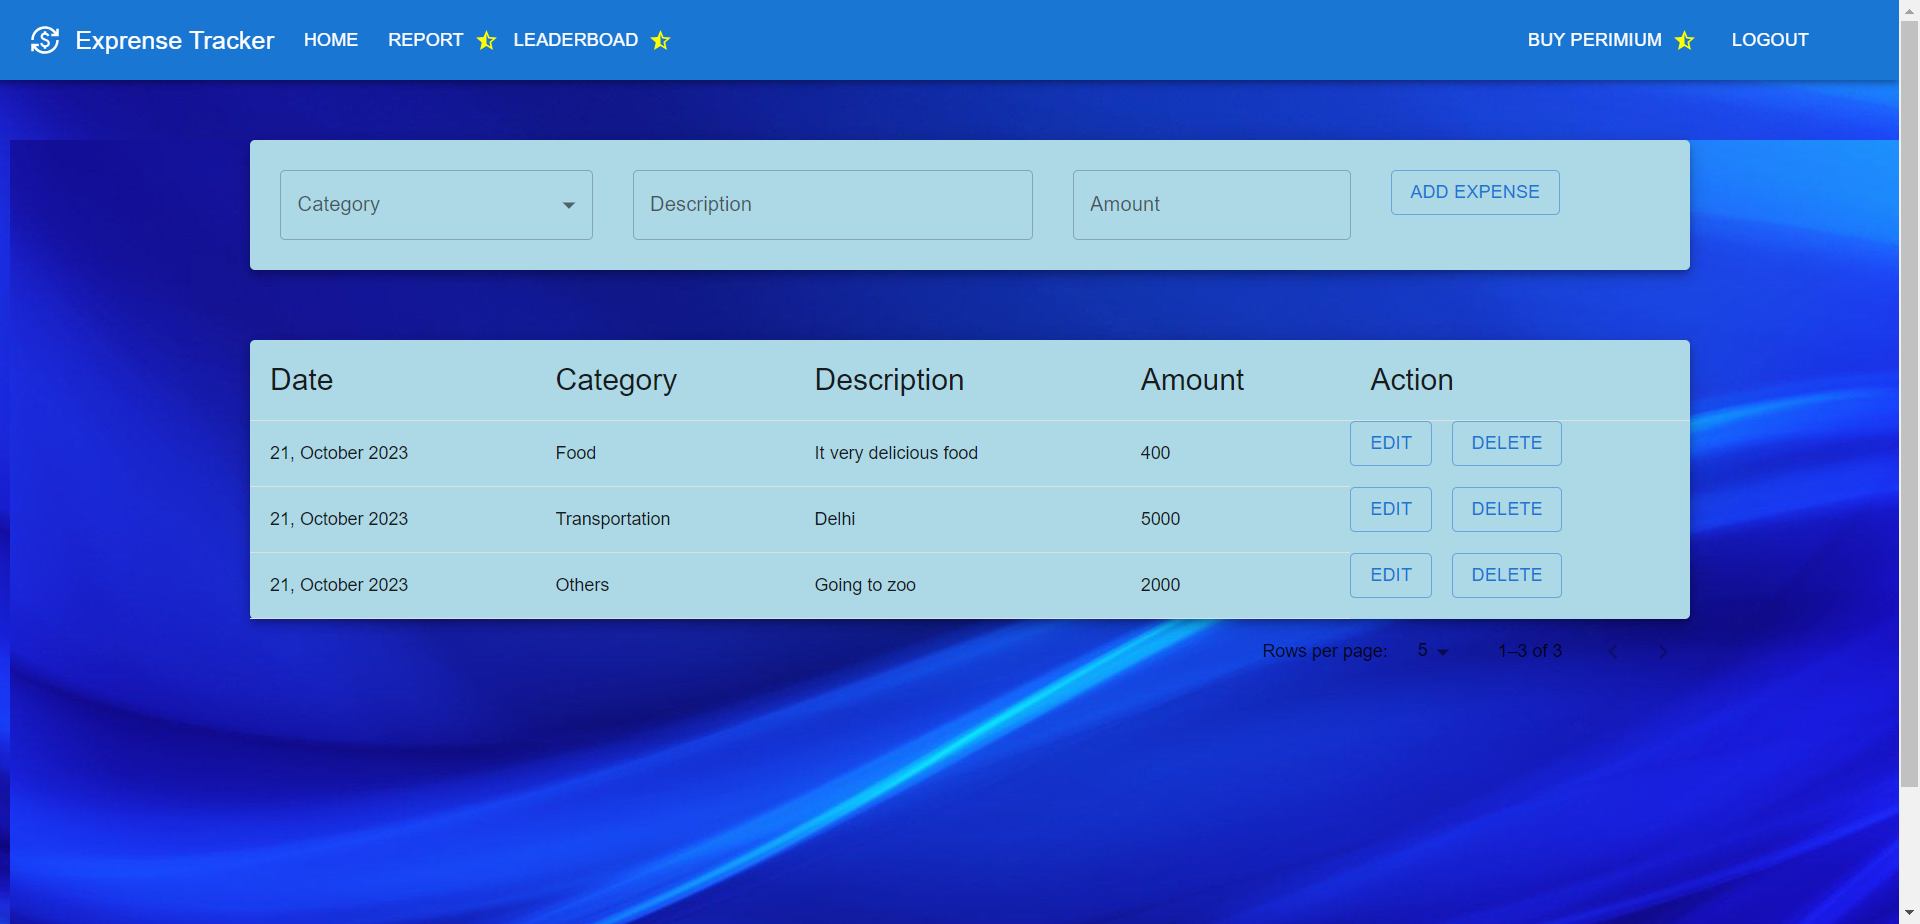 Exprense Tracker HOME REPORT LEADERBOAD BUY PERIMIUM LOGOUT
Category Description Amount ADD EXPENSE
Date Category Description Amount Action
21, October 2023 Food It very delicious food 400 EDIT DELETE
21, October 2023 Transportation Delhi 5000 EDIT DELETE
21, October 2023 Others Going to zoo 2000 EDIT DELETE
Rows per page: 5 1–3 of 3